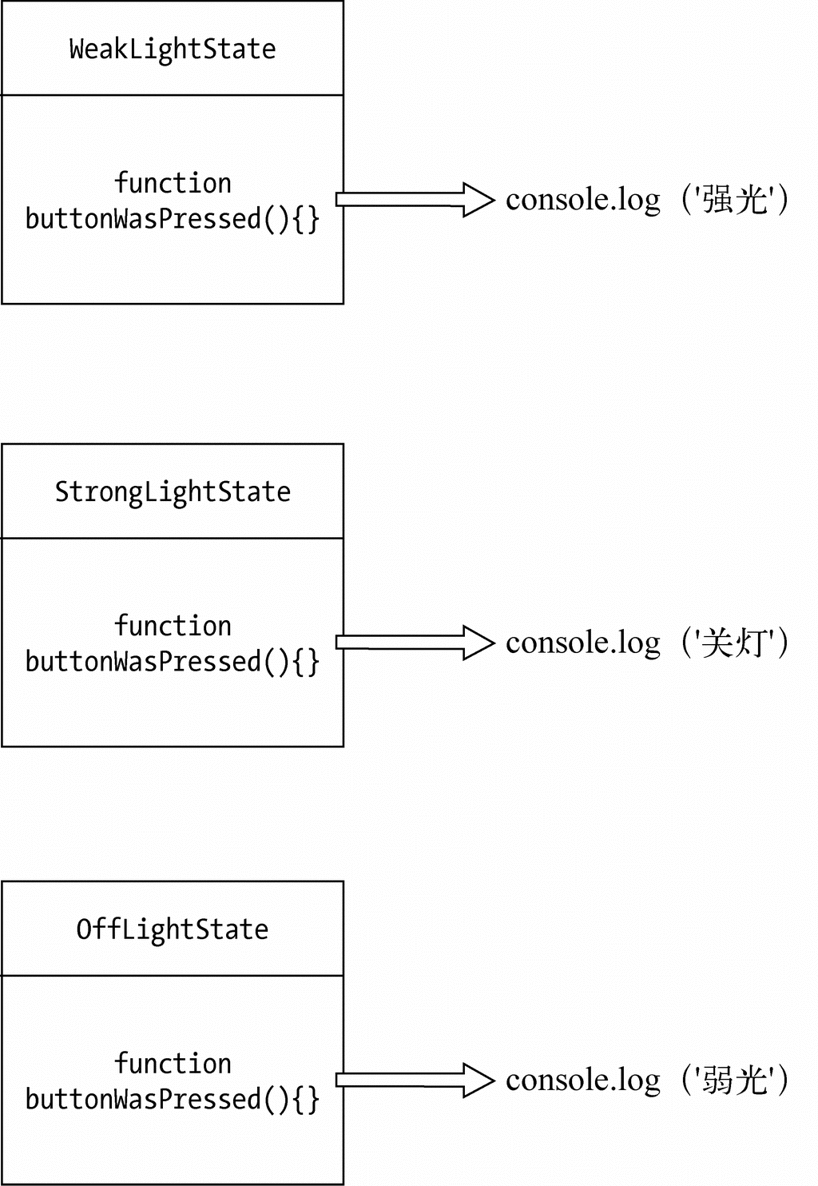 WeakLightState
function
buttonWasPressed(){}
console.log（'强光'）
StrongLightState
function
buttonWasPressed(){}
console.log（'关灯'）
OffLightState
function
buttonWasPressed(){}
console.log（'弱光'）